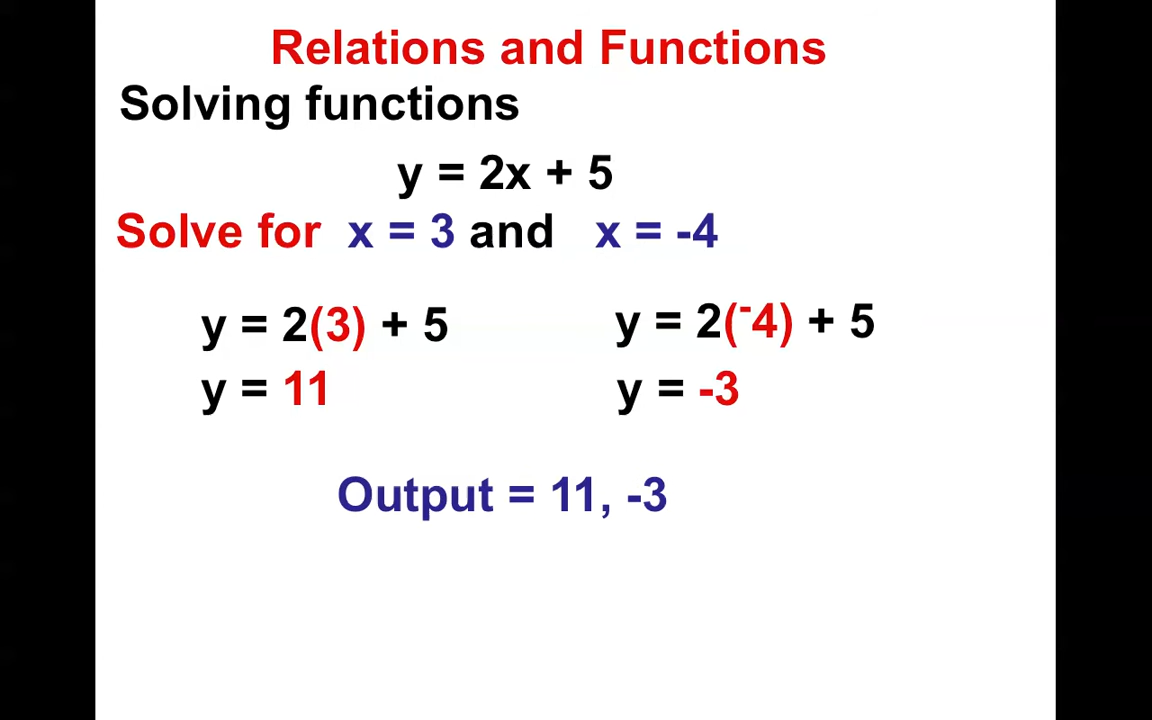 Relations and Functions
Solving functions
y = 2x + 5
Solve for x = 3 and x = -4
y = 2(3) + 5
y = 11
y = 2(⁻4) + 5
y = -3
Output = 11, -3